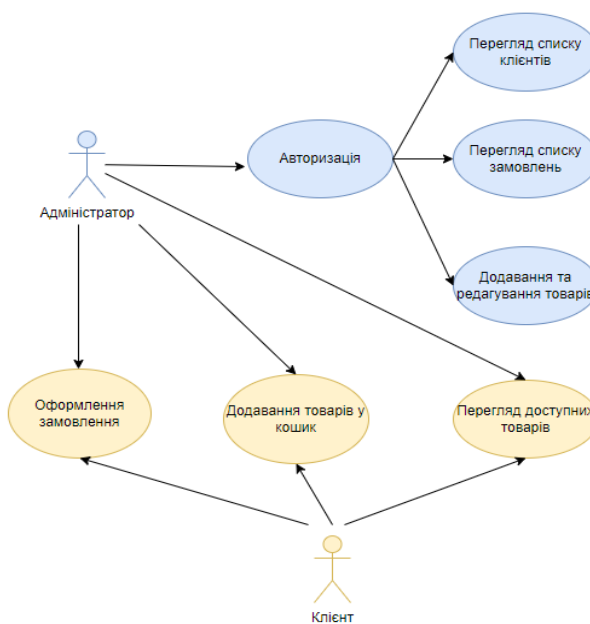 Перегляд списку
клієнтів
Авторизація
Перегляд списку
замовлень
Адміністратор
Додавання та
редагування товарів
Оформлення
замовлення
Додавання товарів у
кошик
Перегляд доступних
товарів
Клієнт